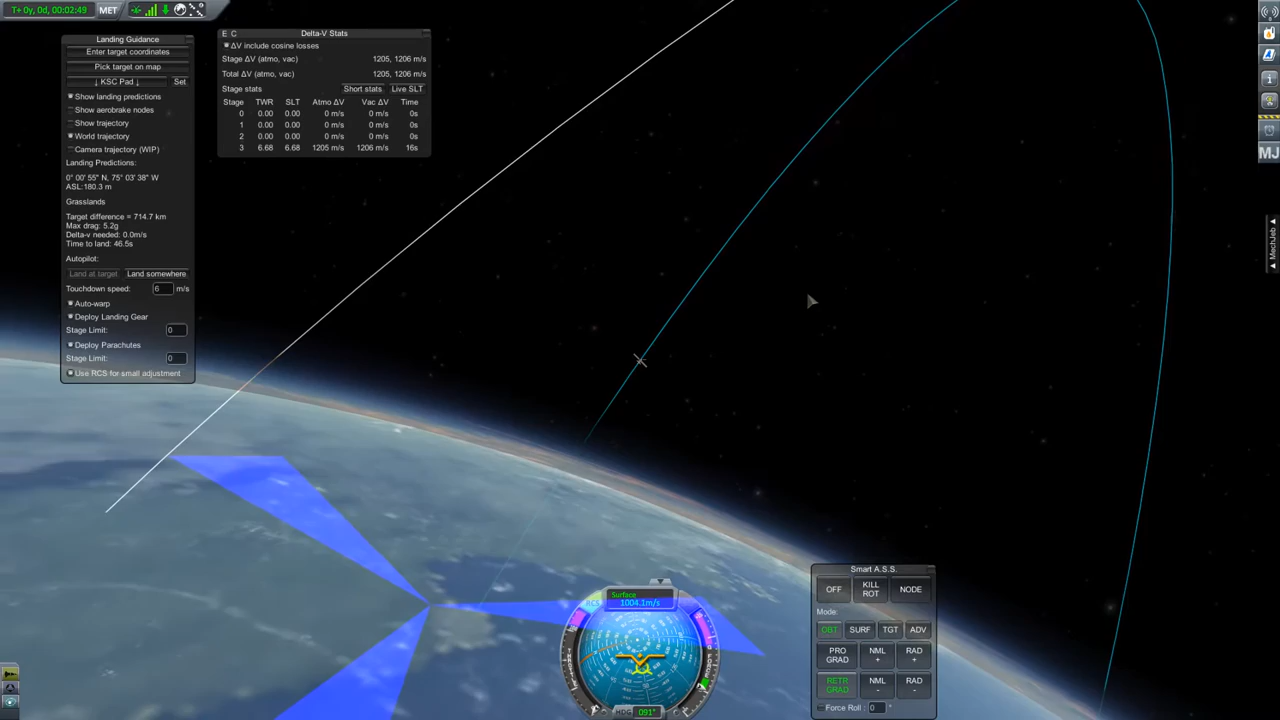 T+ 0y, 0d, 00:02:49 MET
Landing Guidance
Enter target coordinates
Pick target on map
↓ KSC Pad ↓ Set
Show landing predictions
Show aerobrake nodes
Show trajectory
World trajectory
Camera trajectory (WIP)
Landing Predictions:
0° 00' 55" N, 75° 03' 38" W
ASL:180.3 m
Grasslands
Target difference = 714.7 km
Max drag: 5.2g
Delta-v needed: 0.0m/s
Time to land: 46.5s
Autopilot:
Land at target Land somewhere
Touchdown speed: 6 m/s
Auto-warp
Deploy Landing Gear
Stage Limit: 0
Deploy Parachutes
Stage Limit: 0
Use RCS for small adjustment
E C Delta-V Stats
ΔV include cosine losses
Stage ΔV (atmo, vac) 1205, 1206 m/s
Total ΔV (atmo, vac) 1205, 1206 m/s
Stage stats Short stats Live SLT
Stage TWR SLT Atmo ΔV Vac ΔV Time
0 0.00 0.00 0 m/s 0 m/s 0s
1 0.00 0.00 0 m/s 0 m/s 0s
2 0.00 0.00 0 m/s 0 m/s 0s
3 6.68 6.68 1205 m/s 1206 m/s 16s
MJ
◄ MechJeb ◄
Surface
1004.1m/s
RCS
HDG 091°
Smart A.S.S.
OFF KILL ROT NODE
Mode:
OBT SURF TGT ADV
PRO GRAD NML + RAD +
RETR GRAD NML - RAD -
Force Roll : 0 °